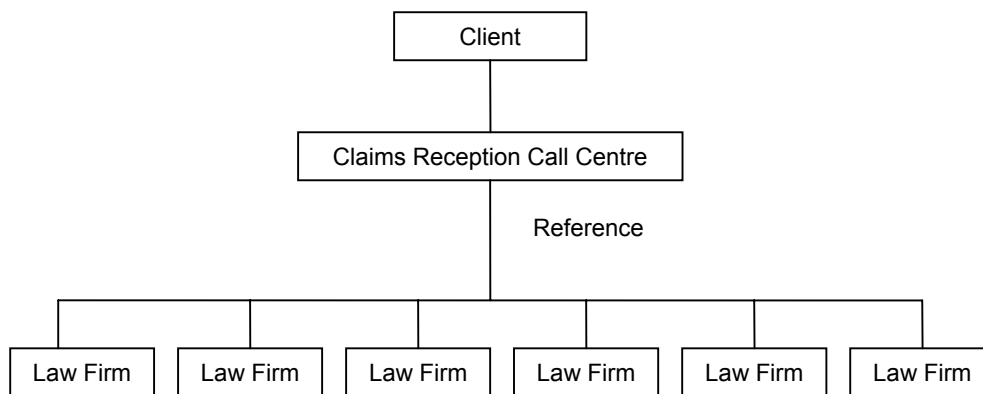 Client
Claims Reception Call Centre
Reference
Law Firm
Law Firm
Law Firm
Law Firm
Law Firm
Law Firm